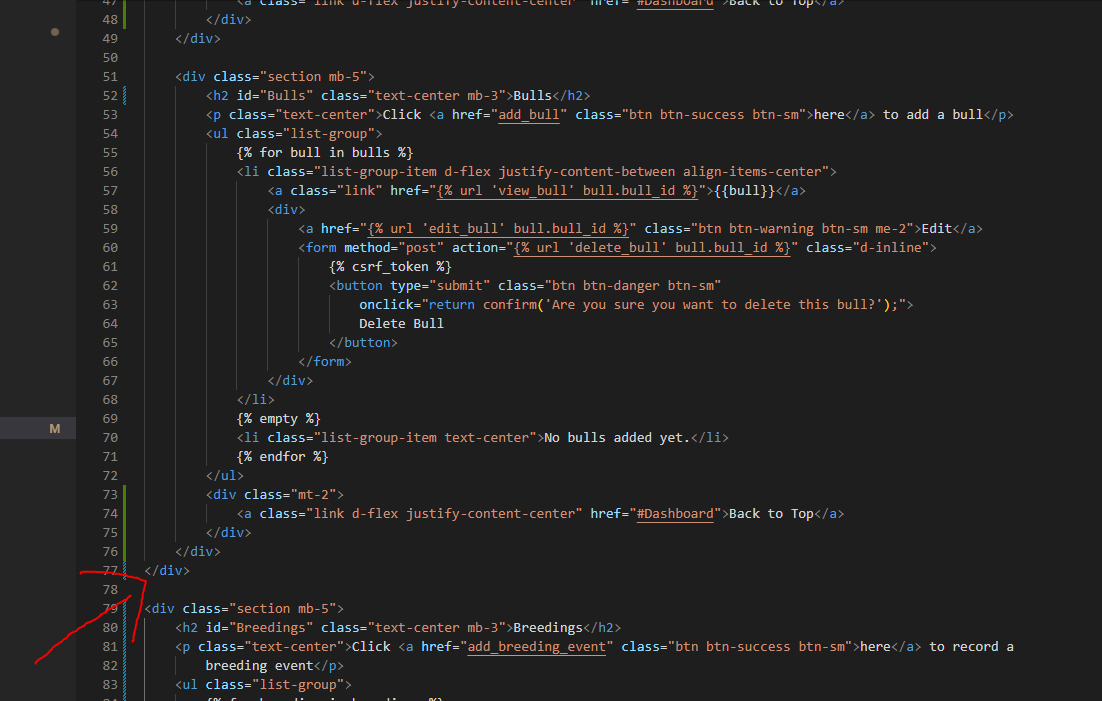 47 <a class="link d-flex justify-content-center" href="#Dashboard">Back to Top</a>
48 </div>
49 </div>
50
51 <div class="section mb-5">
52 <h2 id="Bulls" class="text-center mb-3">Bulls</h2>
53 <p class="text-center">Click <a href="add_bull" class="btn btn-success btn-sm">here</a> to add a bull</p>
54 <ul class="list-group">
55 {% for bull in bulls %}
56 <li class="list-group-item d-flex justify-content-between align-items-center">
57 <a class="link" href="{% url 'view_bull' bull.bull_id %}">{{bull}}</a>
58 <div>
59 <a href="{% url 'edit_bull' bull.bull_id %}" class="btn btn-warning btn-sm me-2">Edit</a>
60 <form method="post" action="{% url 'delete_bull' bull.bull_id %}" class="d-inline">
61 {% csrf_token %}
62 <button type="submit" class="btn btn-danger btn-sm"
63 onclick="return confirm('Are you sure you want to delete this bull?');">
64 Delete Bull
65 </button>
66 </form>
67 </div>
68 </li>
M 69 {% empty %}
70 <li class="list-group-item text-center">No bulls added yet.</li>
71 {% endfor %}
72 </ul>
73 <div class="mt-2">
74 <a class="link d-flex justify-content-center" href="#Dashboard">Back to Top</a>
75 </div>
76 </div>
77 </div>
78
79 <div class="section mb-5">
80 <h2 id="Breedings" class="text-center mb-3">Breedings</h2>
81 <p class="text-center">Click <a href="add_breeding_event" class="btn btn-success btn-sm">here</a> to record a
82 breeding event</p>
83 <ul class="list-group">